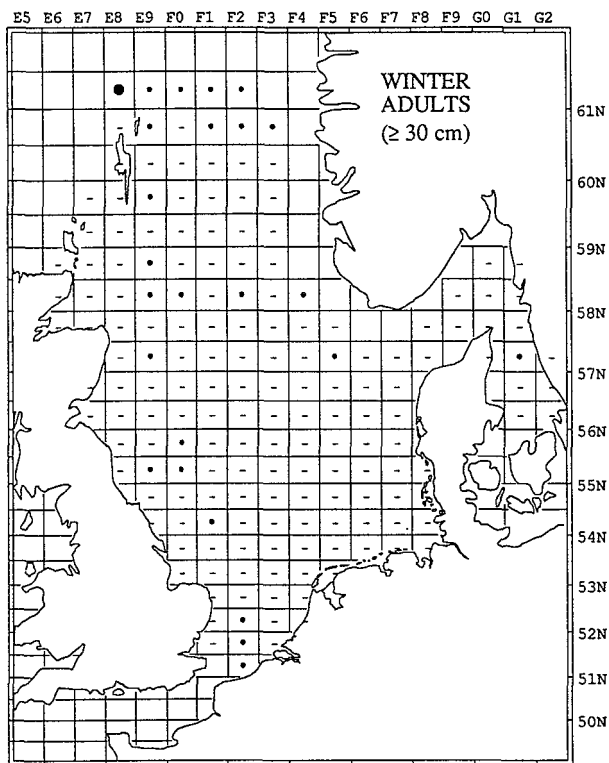 E5 E6 E7 E8 E9 F0 F1 F2 F3 F4 F5 F6 F7 F8 F9 G0 G1 G2
WINTER
ADULTS
(≥ 30 cm)
61N
60N
59N
58N
57N
56N
55N
54N
53N
52N
51N
50N